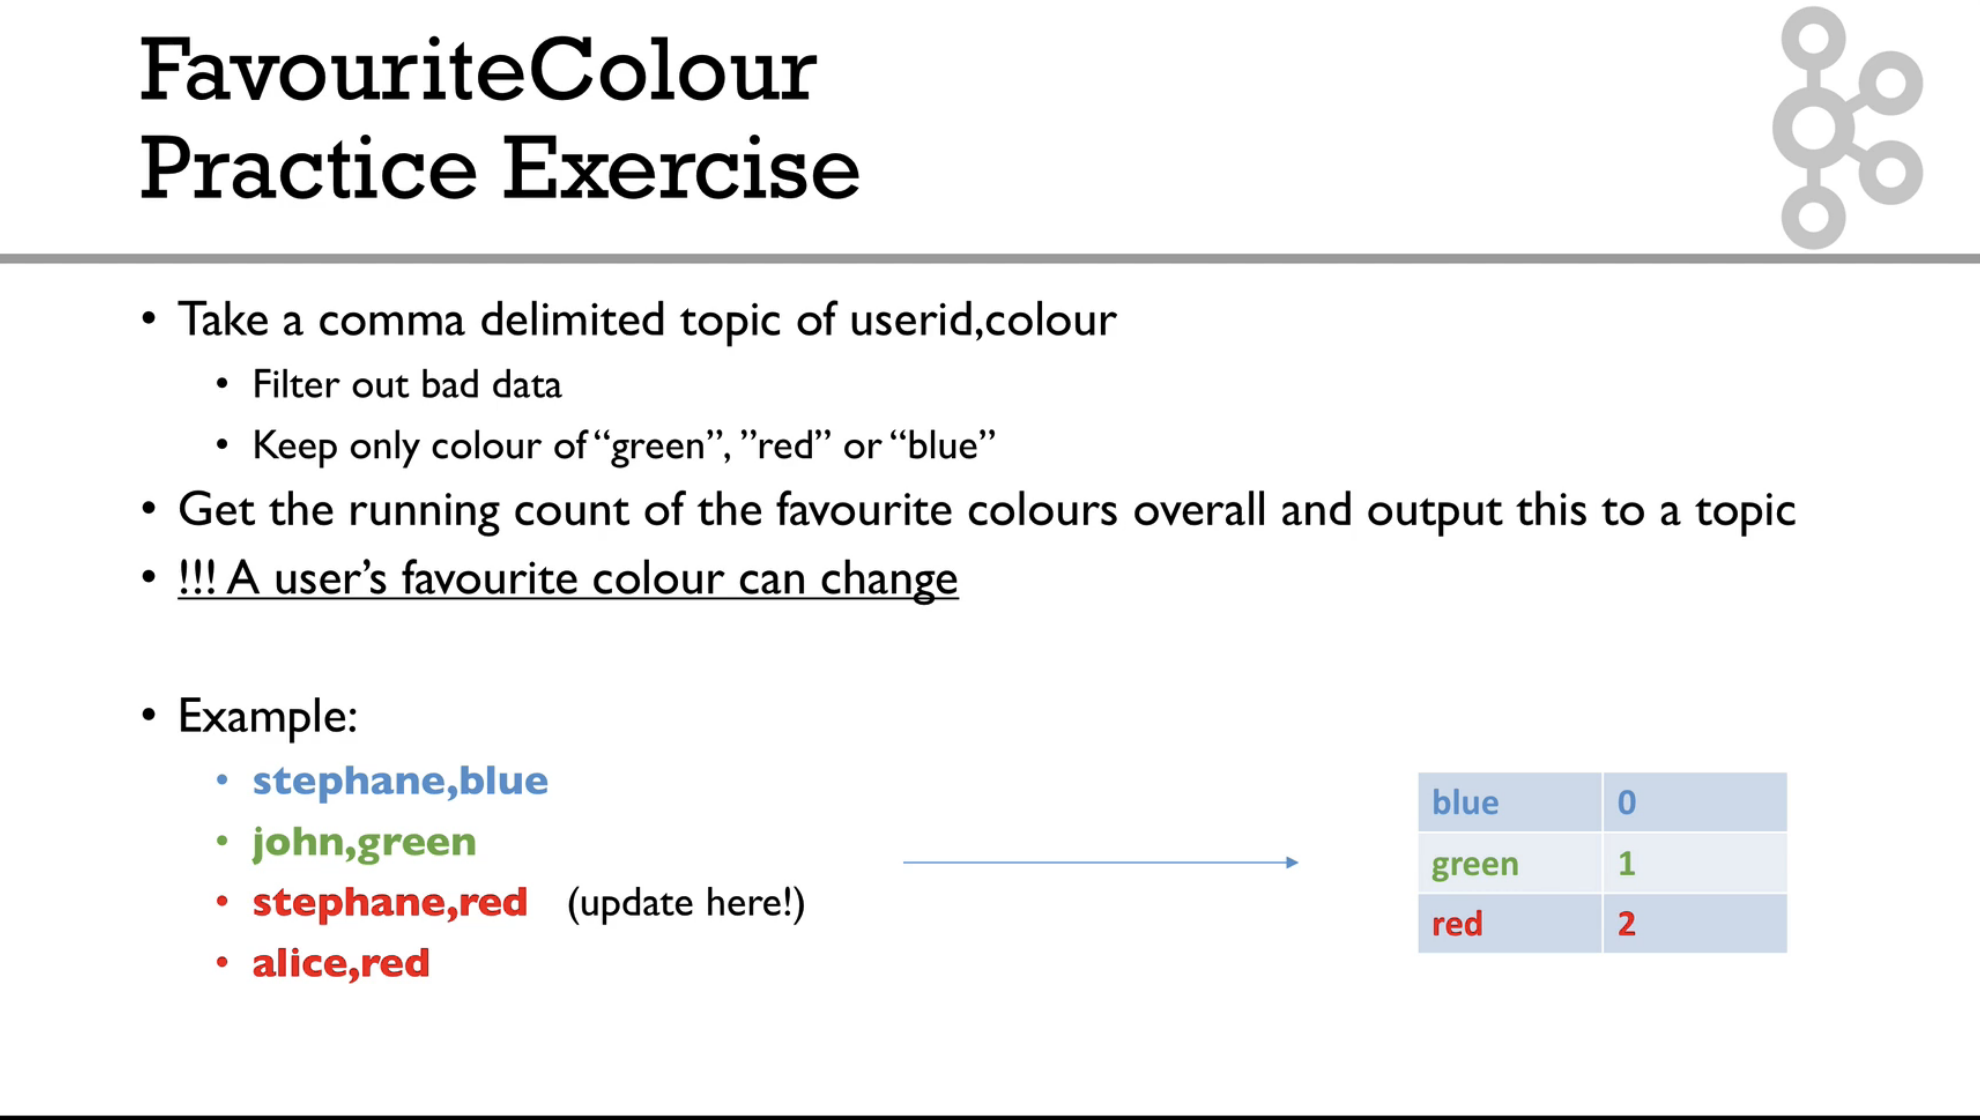 FavouriteColour
Practice Exercise
• Take a comma delimited topic of userid,colour
• Filter out bad data
• Keep only colour of “green”, ”red” or “blue”
• Get the running count of the favourite colours overall and output this to a topic
• !!! A user’s favourite colour can change
• Example:
• stephane,blue
• john,green
• stephane,red (update here!)
• alice,red
blue 0
green 1
red 2